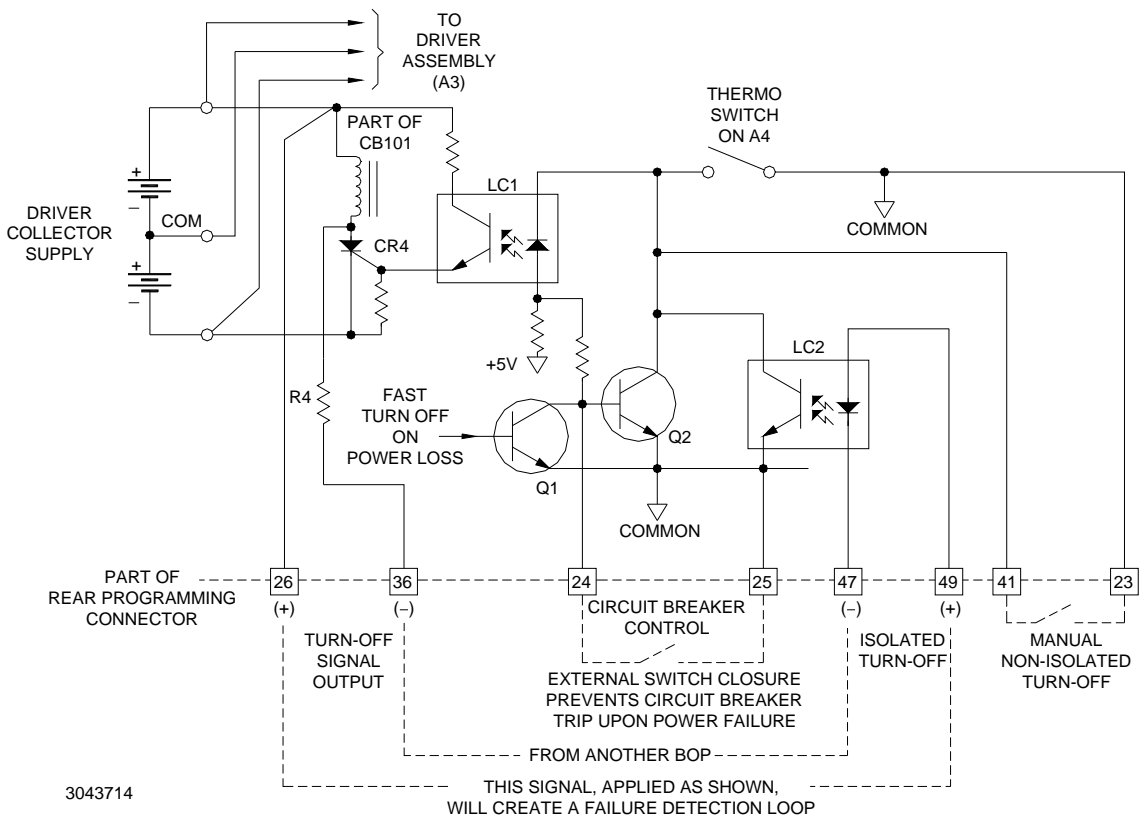 TO
DRIVER
ASSEMBLY
(A3)
THERMO
SWITCH
ON A4
PART OF
CB101
LC1
+
−
COM
DRIVER
COLLECTOR
SUPPLY
+
−
CR4
COMMON
+5V
LC2
R4
FAST
TURN OFF
ON
POWER LOSS
Q2
Q1
COMMON
PART OF
REAR PROGRAMMING
CONNECTOR
26
36
24
25
47
49
41
23
(+)
(−)
(−)
(+)
TURN-OFF
SIGNAL
OUTPUT
CIRCUIT BREAKER
CONTROL
ISOLATED
TURN-OFF
MANUAL
NON-ISOLATED
TURN-OFF
EXTERNAL SWITCH CLOSURE
PREVENTS CIRCUIT BREAKER
TRIP UPON POWER FAILURE
FROM ANOTHER BOP
THIS SIGNAL, APPLIED AS SHOWN,
WILL CREATE A FAILURE DETECTION LOOP
3043714